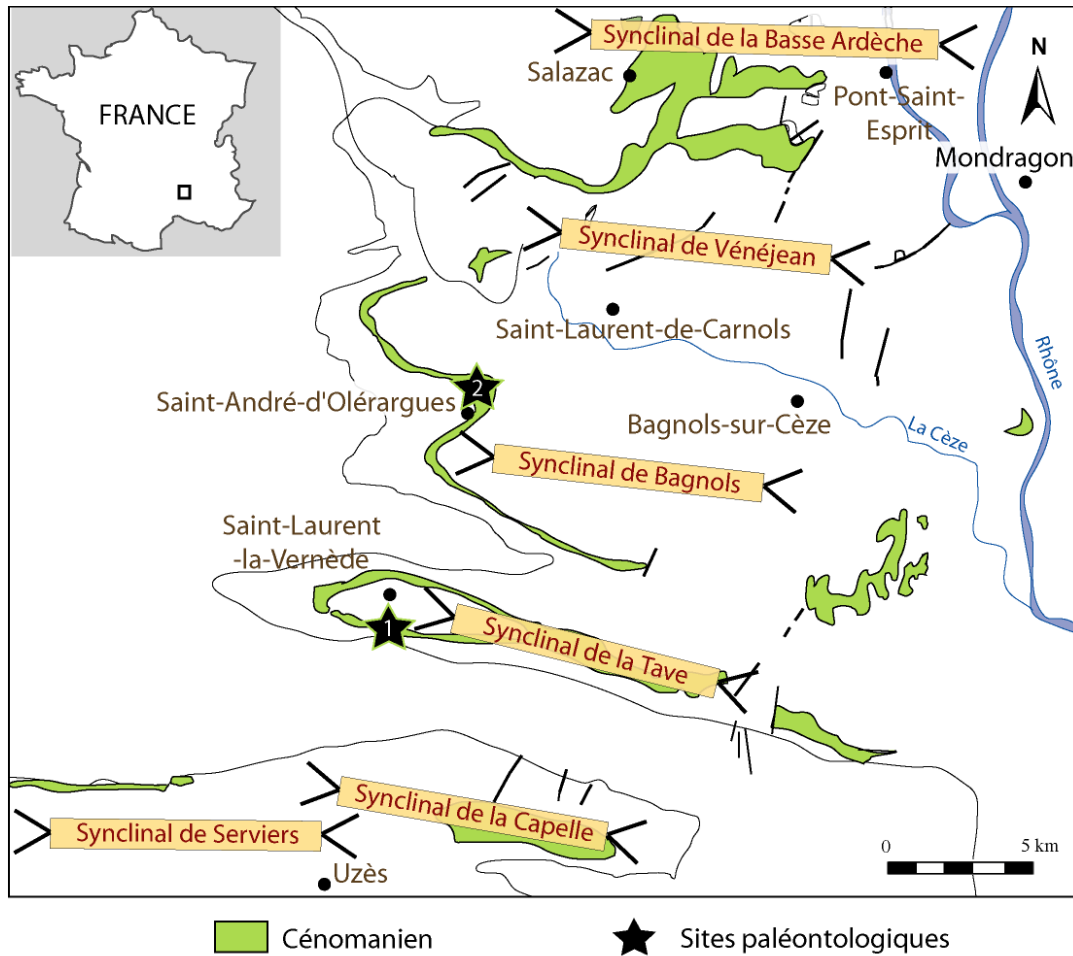 FRANCE
Synclinal de la Basse Ardèche
N
Salazac
Pont-Saint-
Esprit
Mondragon
Synclinal de Vénéjean
Saint-Laurent-de-Carnols
Rhône
2
Saint-André-d'Olérargues
Bagnols-sur-Cèze
La Cèze
Synclinal de Bagnols
Saint-Laurent
-la-Vernède
1
Synclinal de la Tave
Synclinal de la Capelle
Synclinal de Serviers
Uzès
0 5 km
Cénomanien
Sites paléontologiques